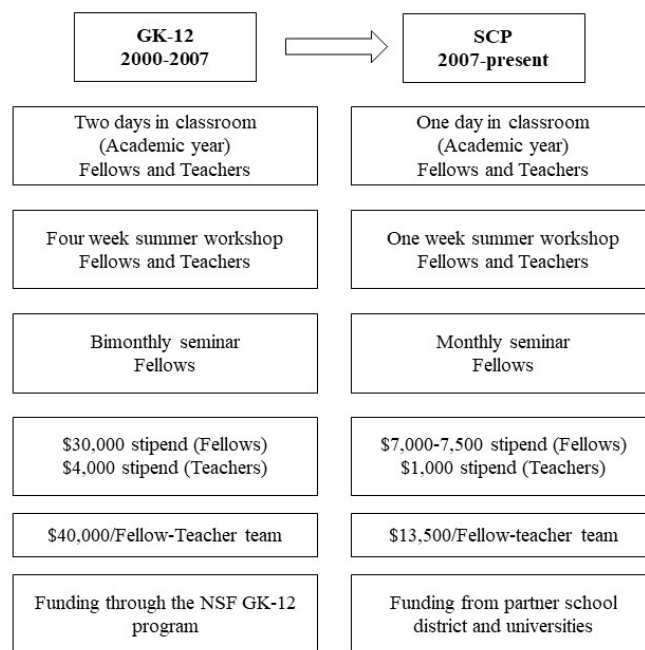 GK-12
2000-2007
SCP
2007-present
Two days in classroom
(Academic year)
Fellows and Teachers
One day in classroom
(Academic year)
Fellows and Teachers
Four week summer workshop
Fellows and Teachers
One week summer workshop
Fellows and Teachers
Bimonthly seminar
Fellows
Monthly seminar
Fellows
$30,000 stipend (Fellows)
$4,000 stipend (Teachers)
$7,000-7,500 stipend (Fellows)
$1,000 stipend (Teachers)
$40,000/Fellow-Teacher team
$13,500/Fellow-teacher team
Funding through the NSF GK-12
program
Funding from partner school
district and universities